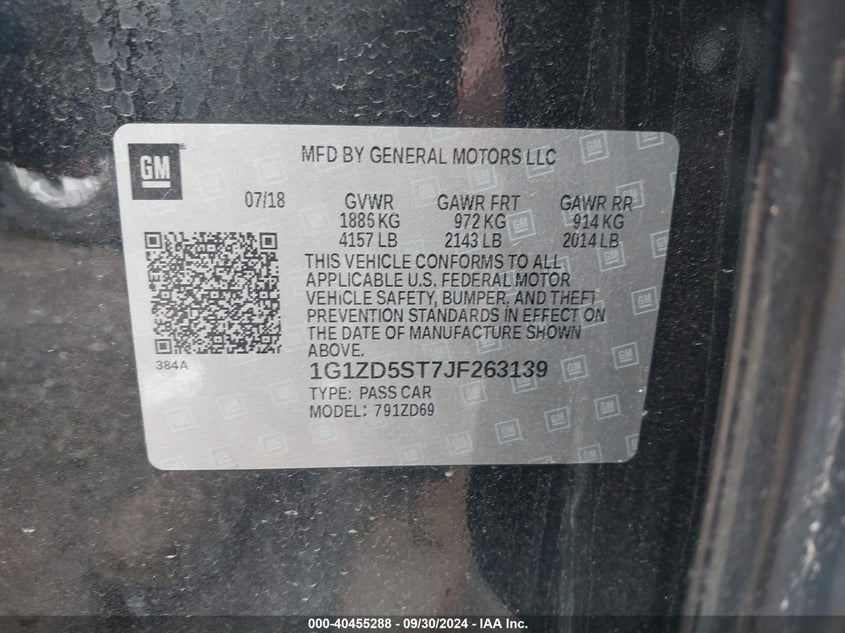 GM
MFD BY GENERAL MOTORS LLC
07/18 GVWR GAWR FRT GAWR RR
1886 KG 972 KG 914 KG
4157 LB 2143 LB 2014 LB
THIS VEHICLE CONFORMS TO ALL
APPLICABLE U.S. FEDERAL MOTOR
VEHICLE SAFETY, BUMPER, AND THEFT
PREVENTION STANDARDS IN EFFECT ON
THE DATE OF MANUFACTURE SHOWN
ABOVE.
384A
1G1ZD5ST7JF263139
TYPE: PASS CAR
MODEL: 791ZD69
000-40455288 - 09/30/2024 - IAAI.com